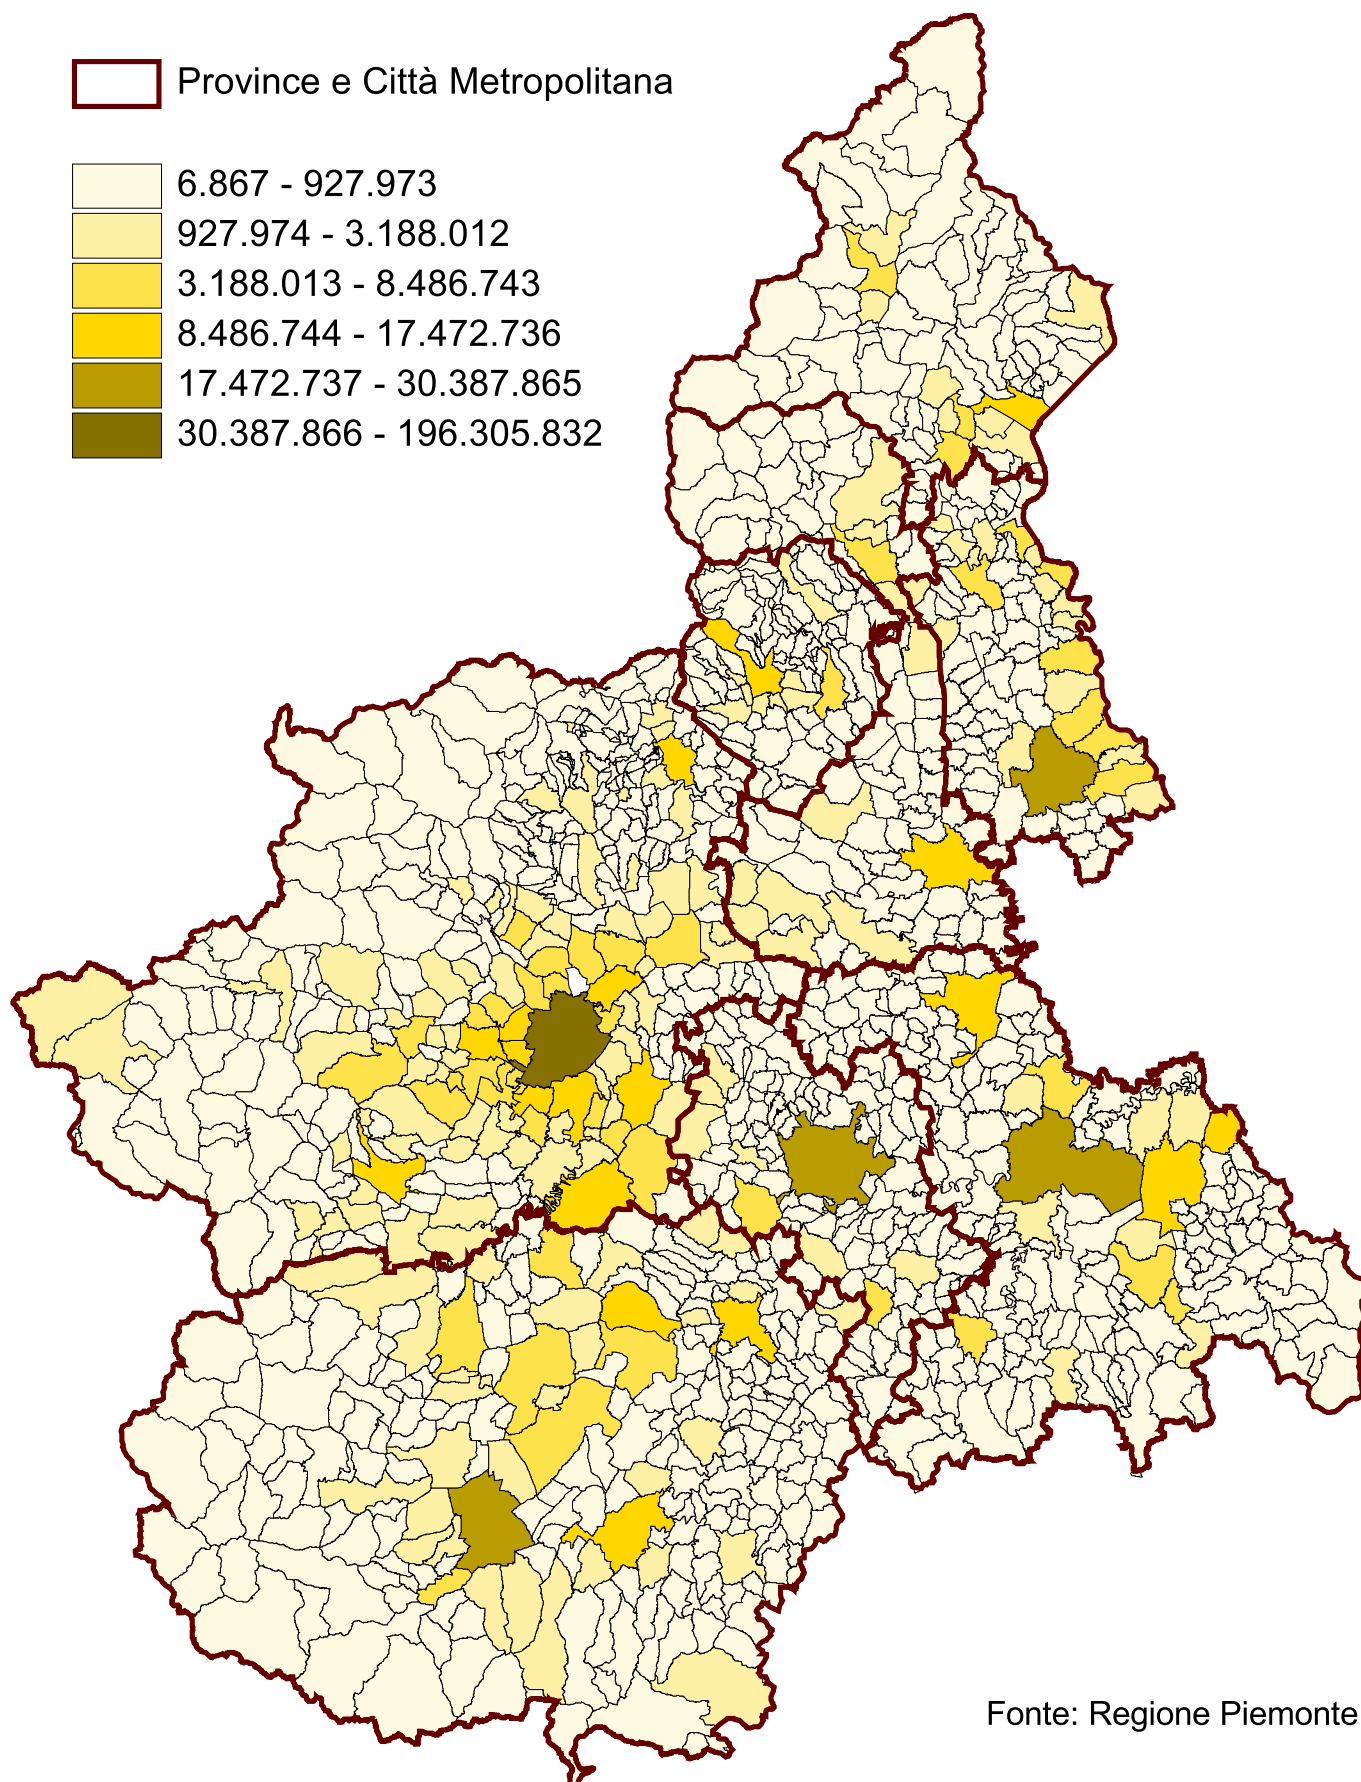 Province e Città Metropolitana
6.867 - 927.973
927.974 - 3.188.012
3.188.013 - 8.486.743
8.486.744 - 17.472.736
17.472.737 - 30.387.865
30.387.866 - 196.305.832
Fonte: Regione Piemonte